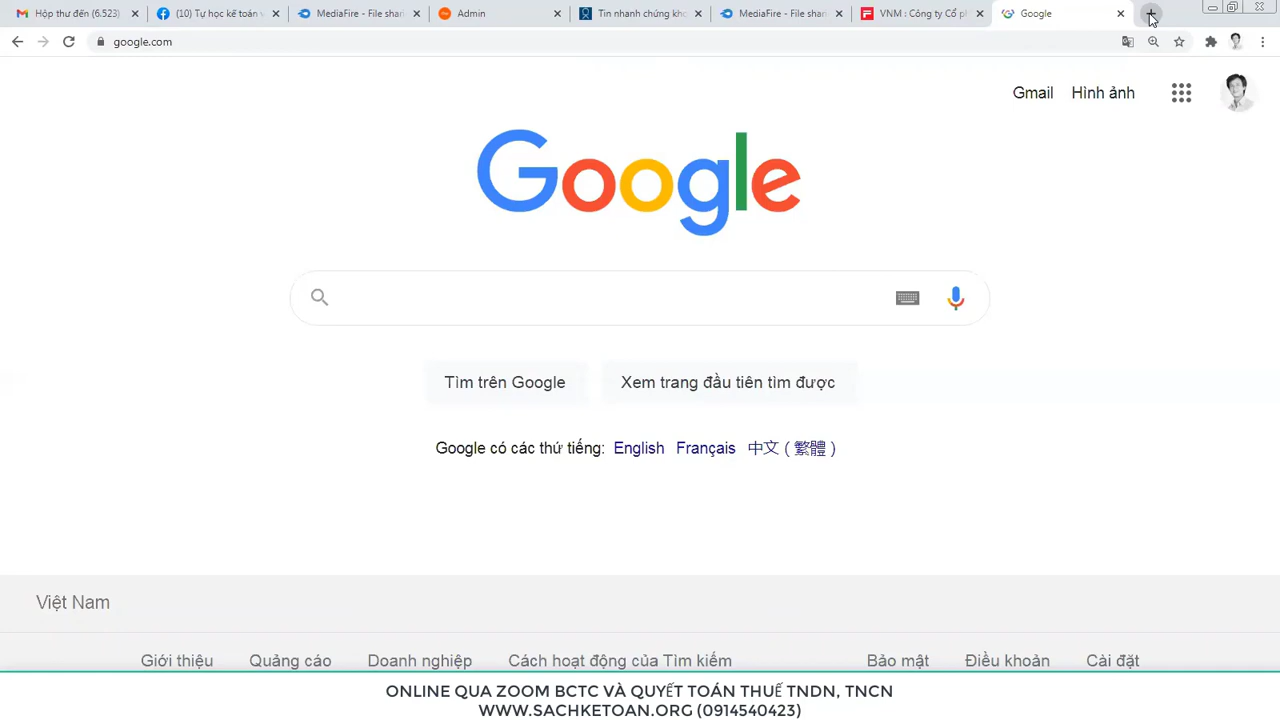 Hộp thư đến (6.523)
(10) Tự học kế toán v
MediaFire - File shari
Admin
Tin nhanh chứng kho
MediaFire - File shari
VNM : Công ty Cổ pl
Google
google.com
Gmail
Hình ảnh
Google
Tìm trên Google
Xem trang đầu tiên tìm được
Google có các thứ tiếng: English Français 中文 ( 繁體 )
Việt Nam
Giới thiệu
Quảng cáo
Doanh nghiệp
Cách hoạt động của Tìm kiếm
Bảo mật
Điều khoản
Cài đặt
ONLINE QUA ZOOM BCTC VÀ QUYẾT TOÁN THUẾ TNDN, TNCN
WWW.SACHKETOAN.ORG (0914540423)